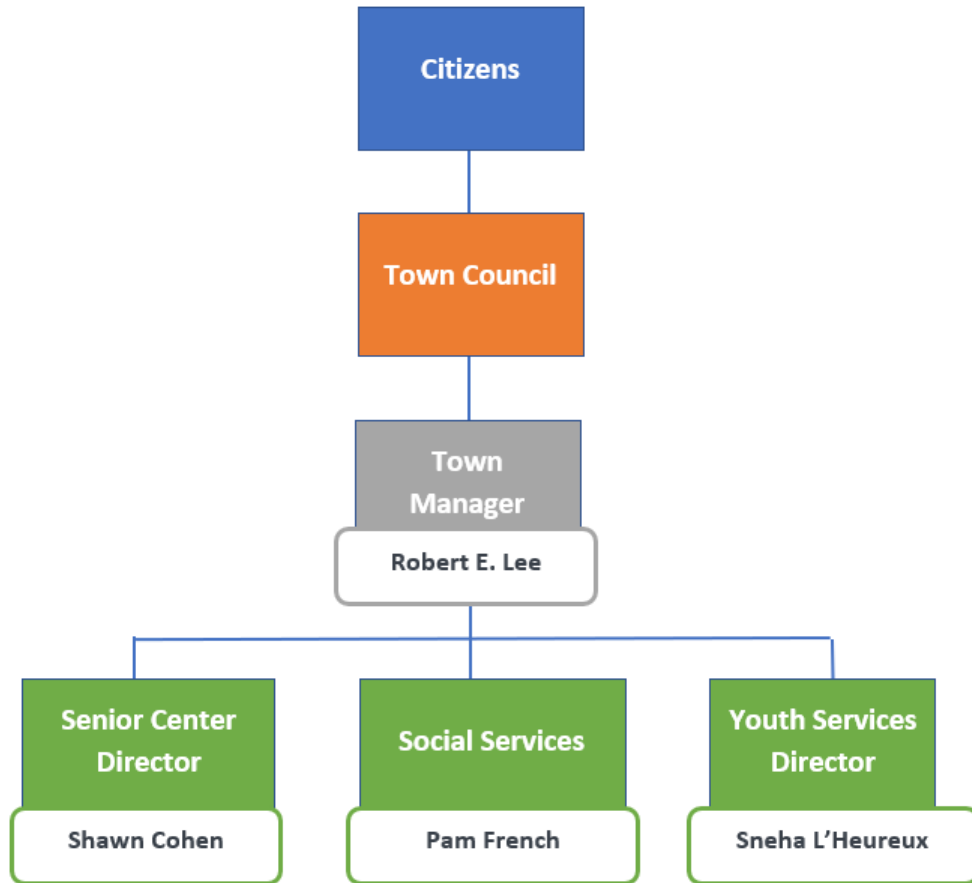 Citizens
Town Council
Town
Manager
Robert E. Lee
Senior Center
Director
Shawn Cohen
Social Services
Pam French
Youth Services
Director
Sneha L’Heureux